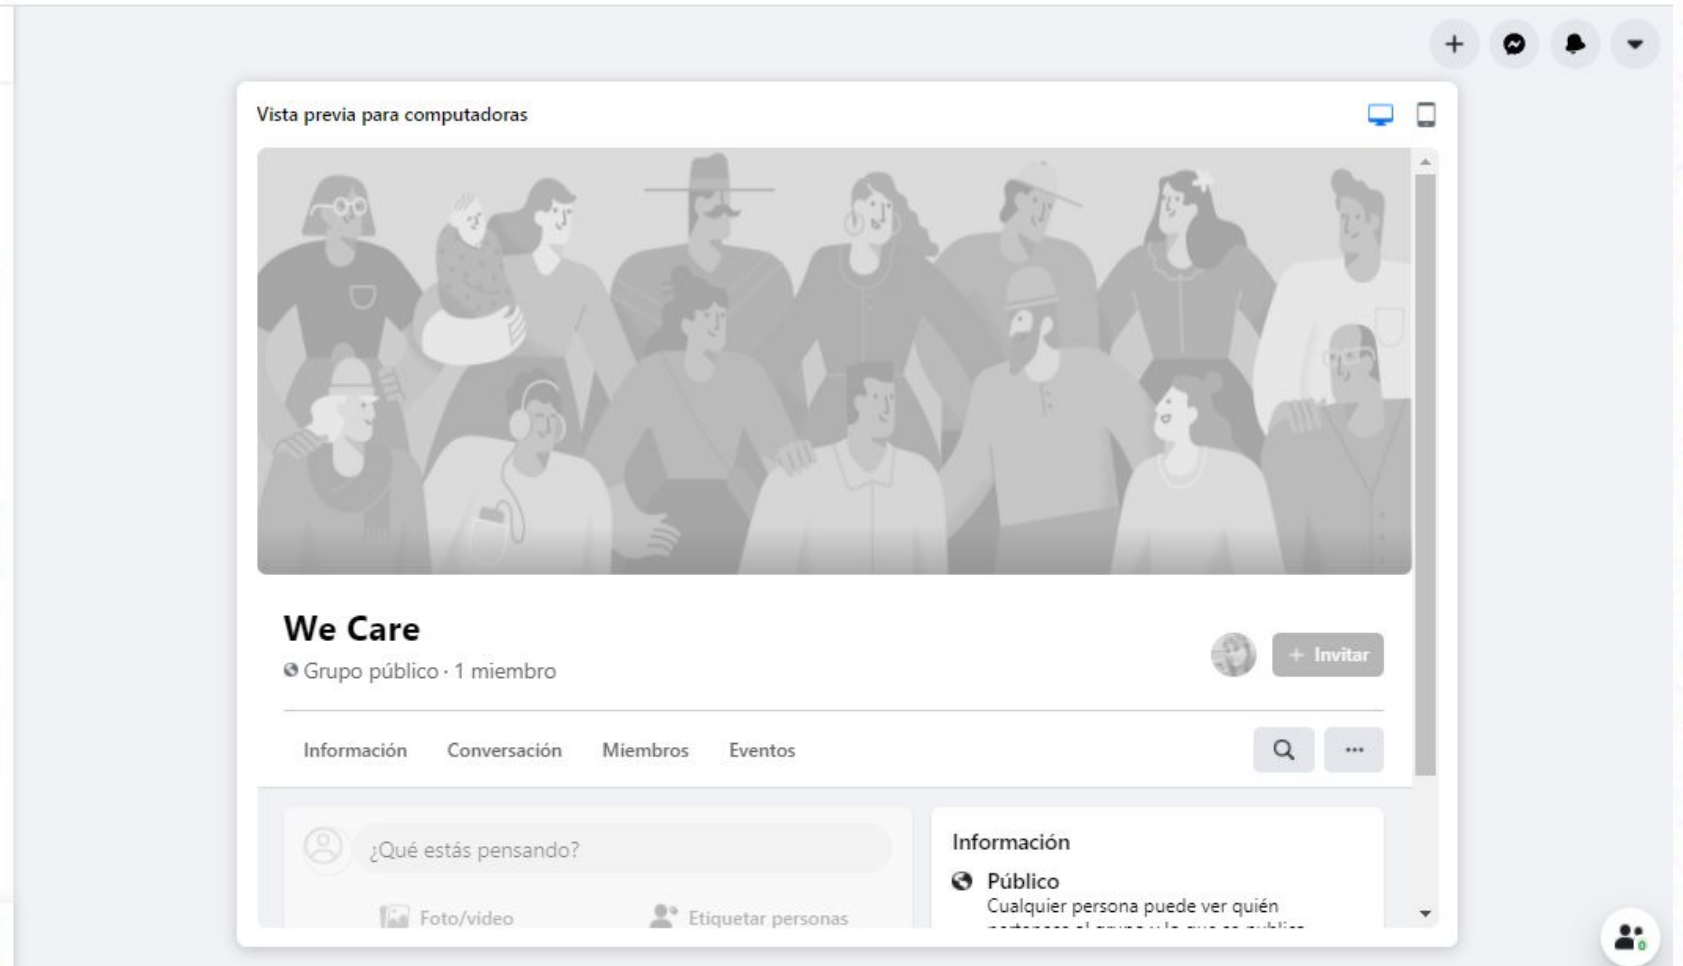 Vista previa para computadoras
We Care
Grupo público · 1 miembro
+ Invitar
Información
Conversación
Miembros
Eventos
¿Qué estás pensando?
Foto/video
Etiquetar personas
Información
Público
Cualquier persona puede ver quién
0